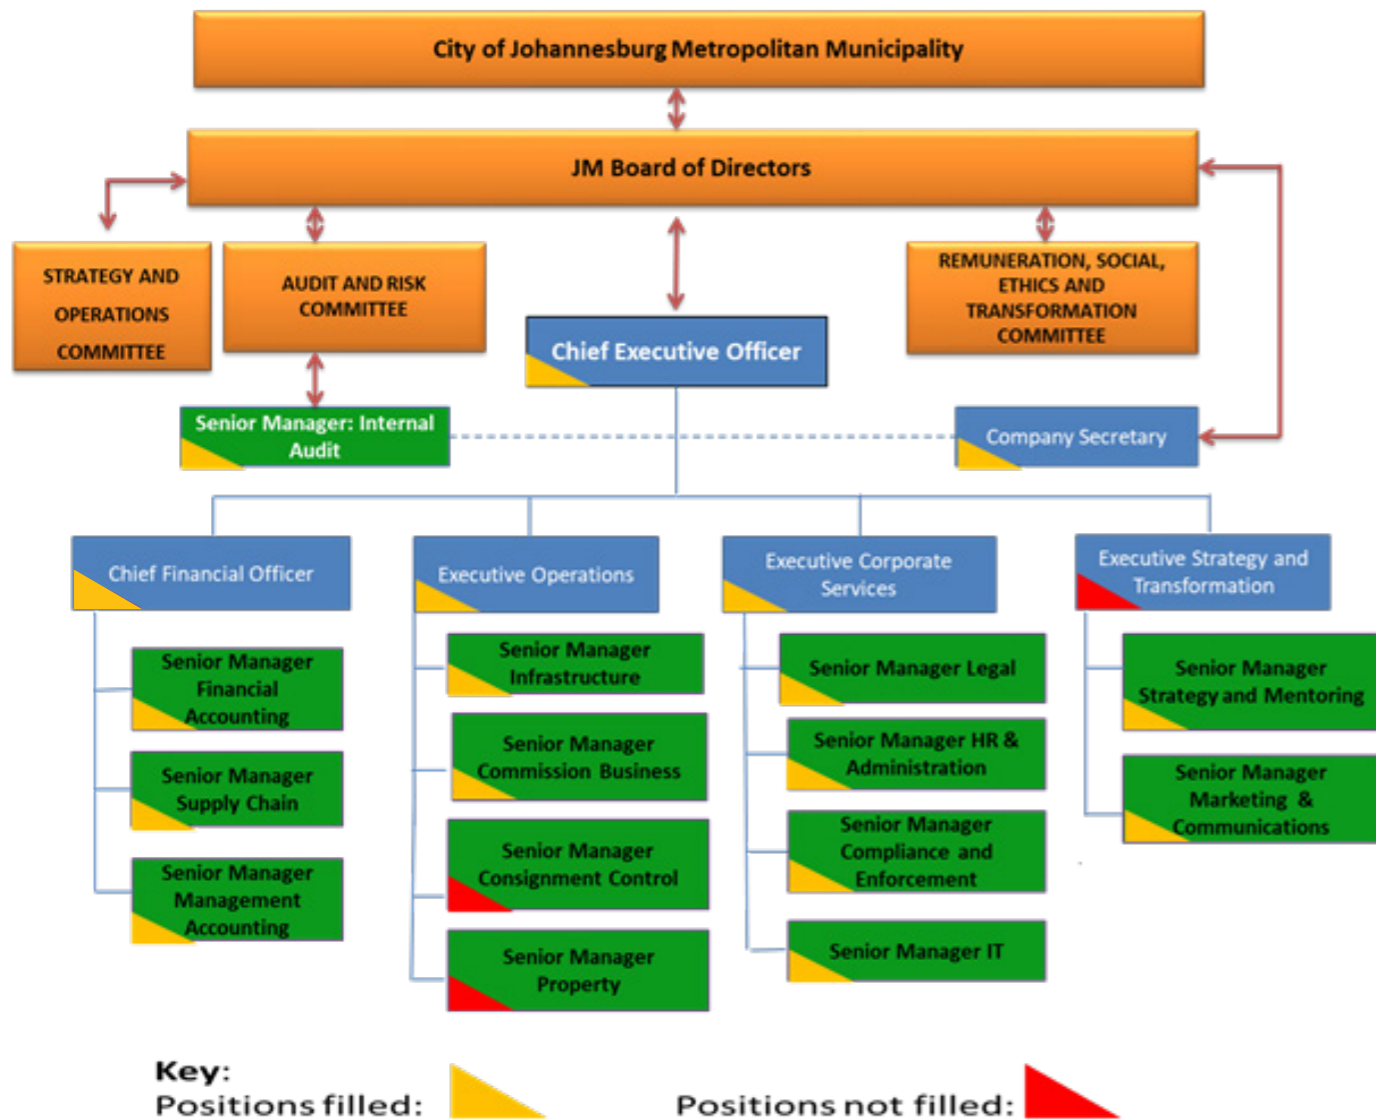 City of Johannesburg Metropolitan Municipality
JM Board of Directors
STRATEGY AND
OPERATIONS
COMMITTEE
AUDIT AND RISK
COMMITTEE
REMUNERATION, SOCIAL,
ETHICS AND
TRANSFORMATION
COMMITTEE
Chief Executive Officer
Senior Manager: Internal
Audit
Company Secretary
Chief Financial Officer
Senior Manager
Financial
Accounting
Senior Manager
Supply Chain
Senior Manager
Management
Accounting
Executive Operations
Senior Manager
Infrastructure
Senior Manager
Commission Business
Senior Manager
Consignment Control
Senior Manager
Property
Executive Corporate
Services
Senior Manager Legal
Senior Manager HR &
Administration
Senior Manager
Compliance and
Enforcement
Senior Manager IT
Executive Strategy and
Transformation
Senior Manager
Strategy and Mentoring
Senior Manager
Marketing &
Communications
Key:
Positions filled:
Positions not filled: